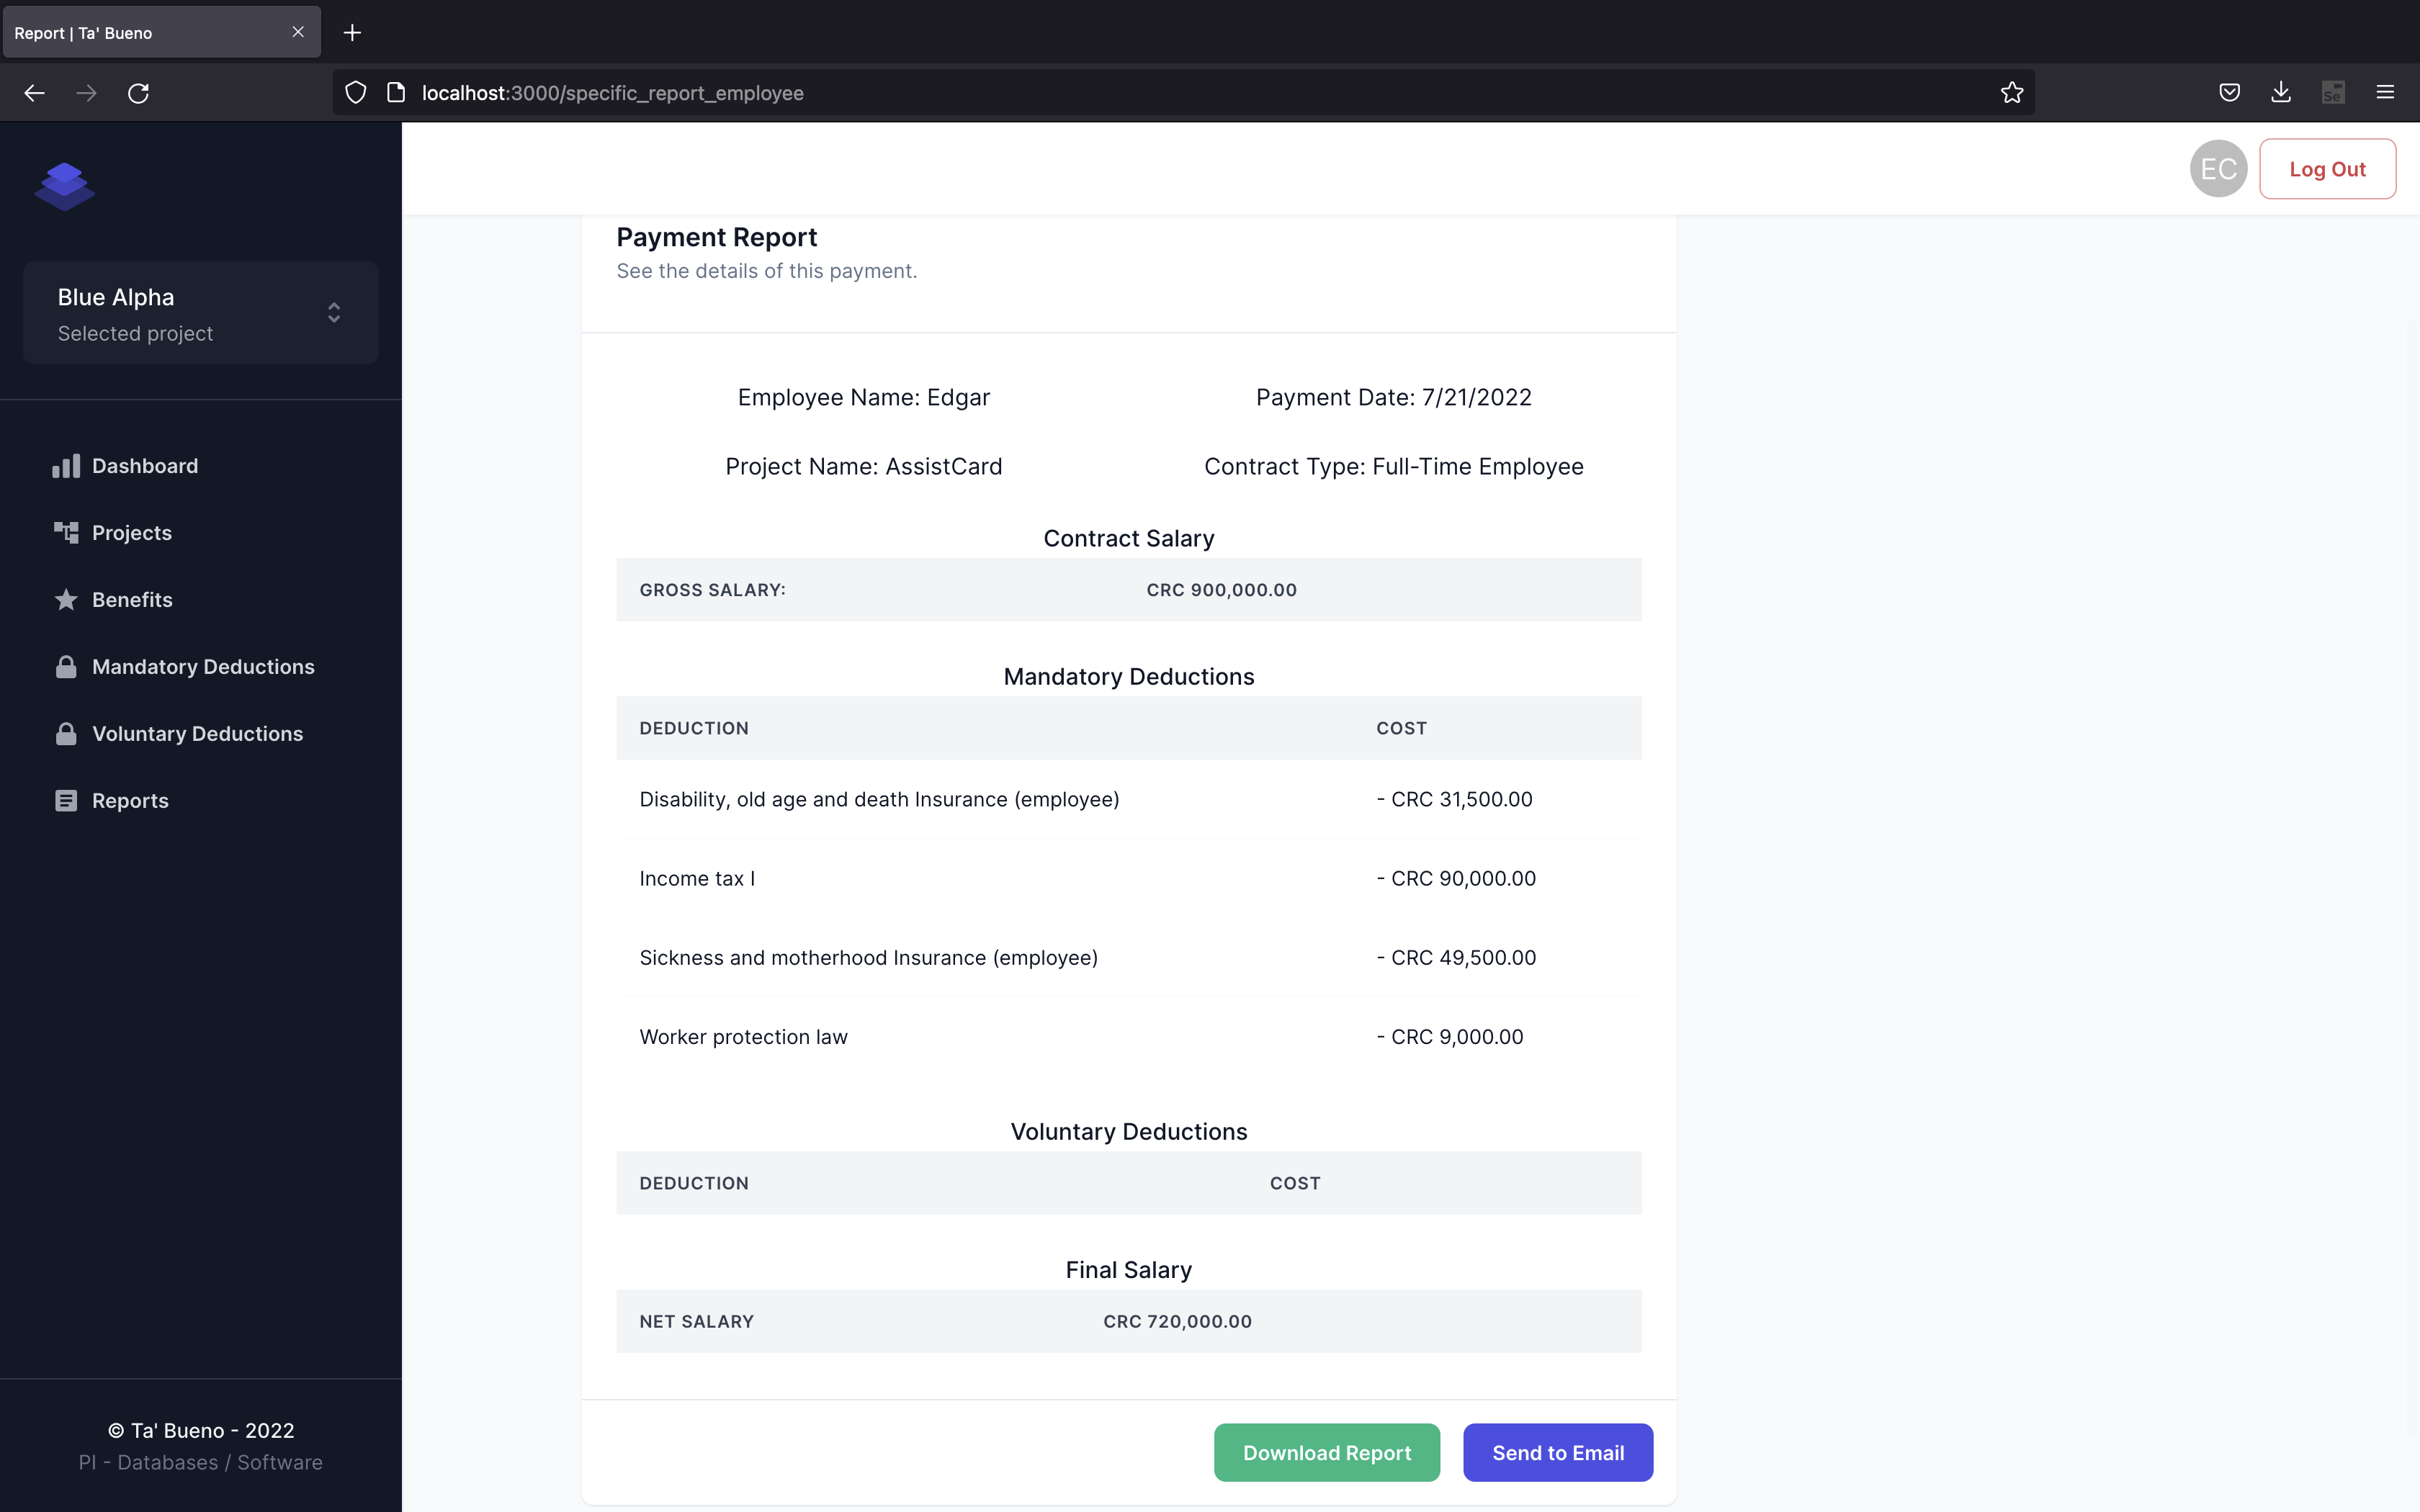 Report | Ta' Bueno
localhost:3000/specific_report_employee
Se
EC
Log Out
Blue Alpha
Selected project
Dashboard
Projects
Benefits
Mandatory Deductions
Voluntary Deductions
Reports
© Ta' Bueno - 2022
PI - Databases / Software
Payment Report
See the details of this payment.
Employee Name: Edgar
Payment Date: 7/21/2022
Project Name: AssistCard
Contract Type: Full-Time Employee
Contract Salary
GROSS SALARY: CRC 900,000.00
Mandatory Deductions
DEDUCTION COST
Disability, old age and death Insurance (employee) - CRC 31,500.00
Income tax I - CRC 90,000.00
Sickness and motherhood Insurance (employee) - CRC 49,500.00
Worker protection law - CRC 9,000.00
Voluntary Deductions
DEDUCTION COST
Final Salary
NET SALARY CRC 720,000.00
Download Report
Send to Email